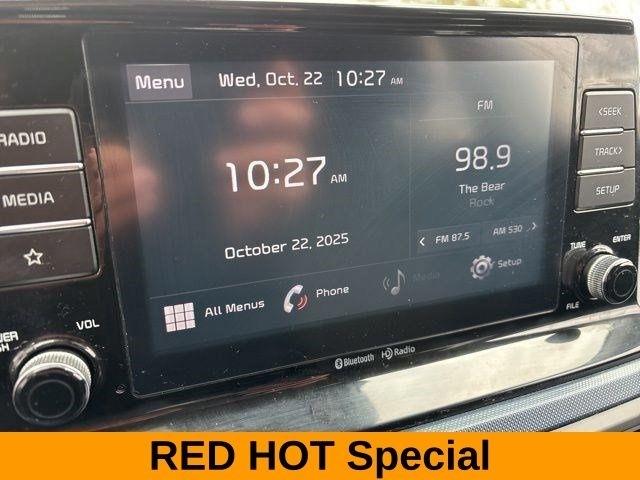 Menu
Wed, Oct. 22 10:27 AM
FM
10:27 AM
98.9
The Bear
Rock
October 22, 2025
< FM 87.5 AM 530 >
All Menus
Phone
Media
Setup
RADIO
MEDIA
VOL
<SEEK
TRACK>
SETUP
TUNE
ENTER
FILE
Bluetooth HD Radio
RED HOT Special